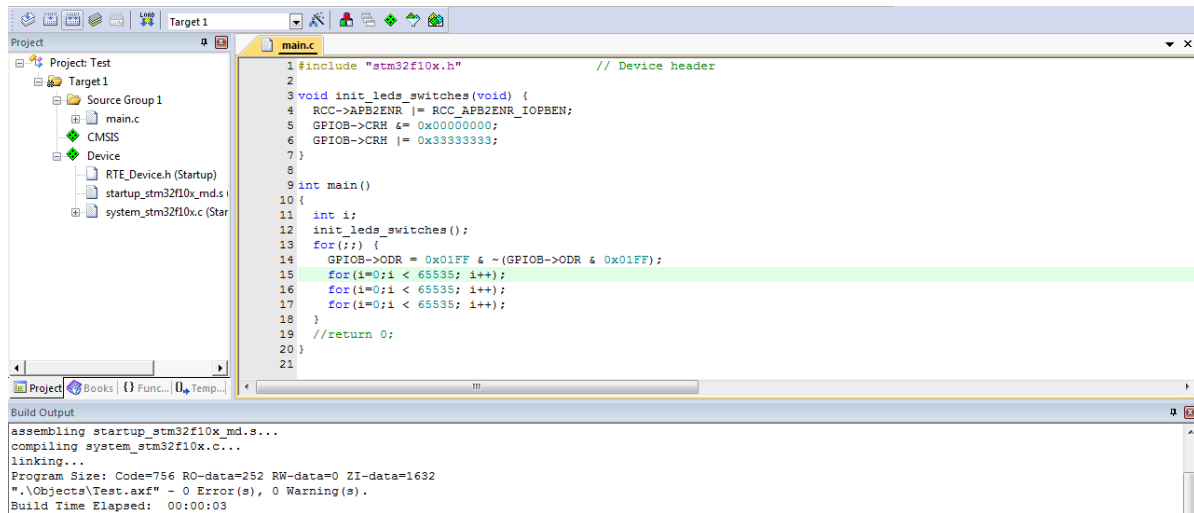 LOAD
Target 1
Project
Project: Test
Target 1
Source Group 1
main.c
CMSIS
Device
RTE_Device.h (Startup)
startup_stm32f10x_md.s (
system_stm32f10x.c (Star
Project
Books
{} Func...
Temp...
main.c
1 #include "stm32f10x.h" // Device header
2
3 void init_leds_switches(void) {
4 RCC->APB2ENR |= RCC_APB2ENR_IOPBEN;
5 GPIOB->CRH &= 0x00000000;
6 GPIOB->CRH |= 0x33333333;
7 }
8
9 int main()
10 {
11 int i;
12 init_leds_switches();
13 for(;;) {
14 GPIOB->ODR = 0x01FF & ~(GPIOB->ODR & 0x01FF);
15 for(i=0;i < 65535; i++);
16 for(i=0;i < 65535; i++);
17 for(i=0;i < 65535; i++);
18 }
19 //return 0;
20 }
21
Build Output
assembling startup_stm32f10x_md.s...
compiling system_stm32f10x.c...
linking...
Program Size: Code=756 RO-data=252 RW-data=0 ZI-data=1632
".\Objects\Test.axf" - 0 Error(s), 0 Warning(s).
Build Time Elapsed:  00:00:03